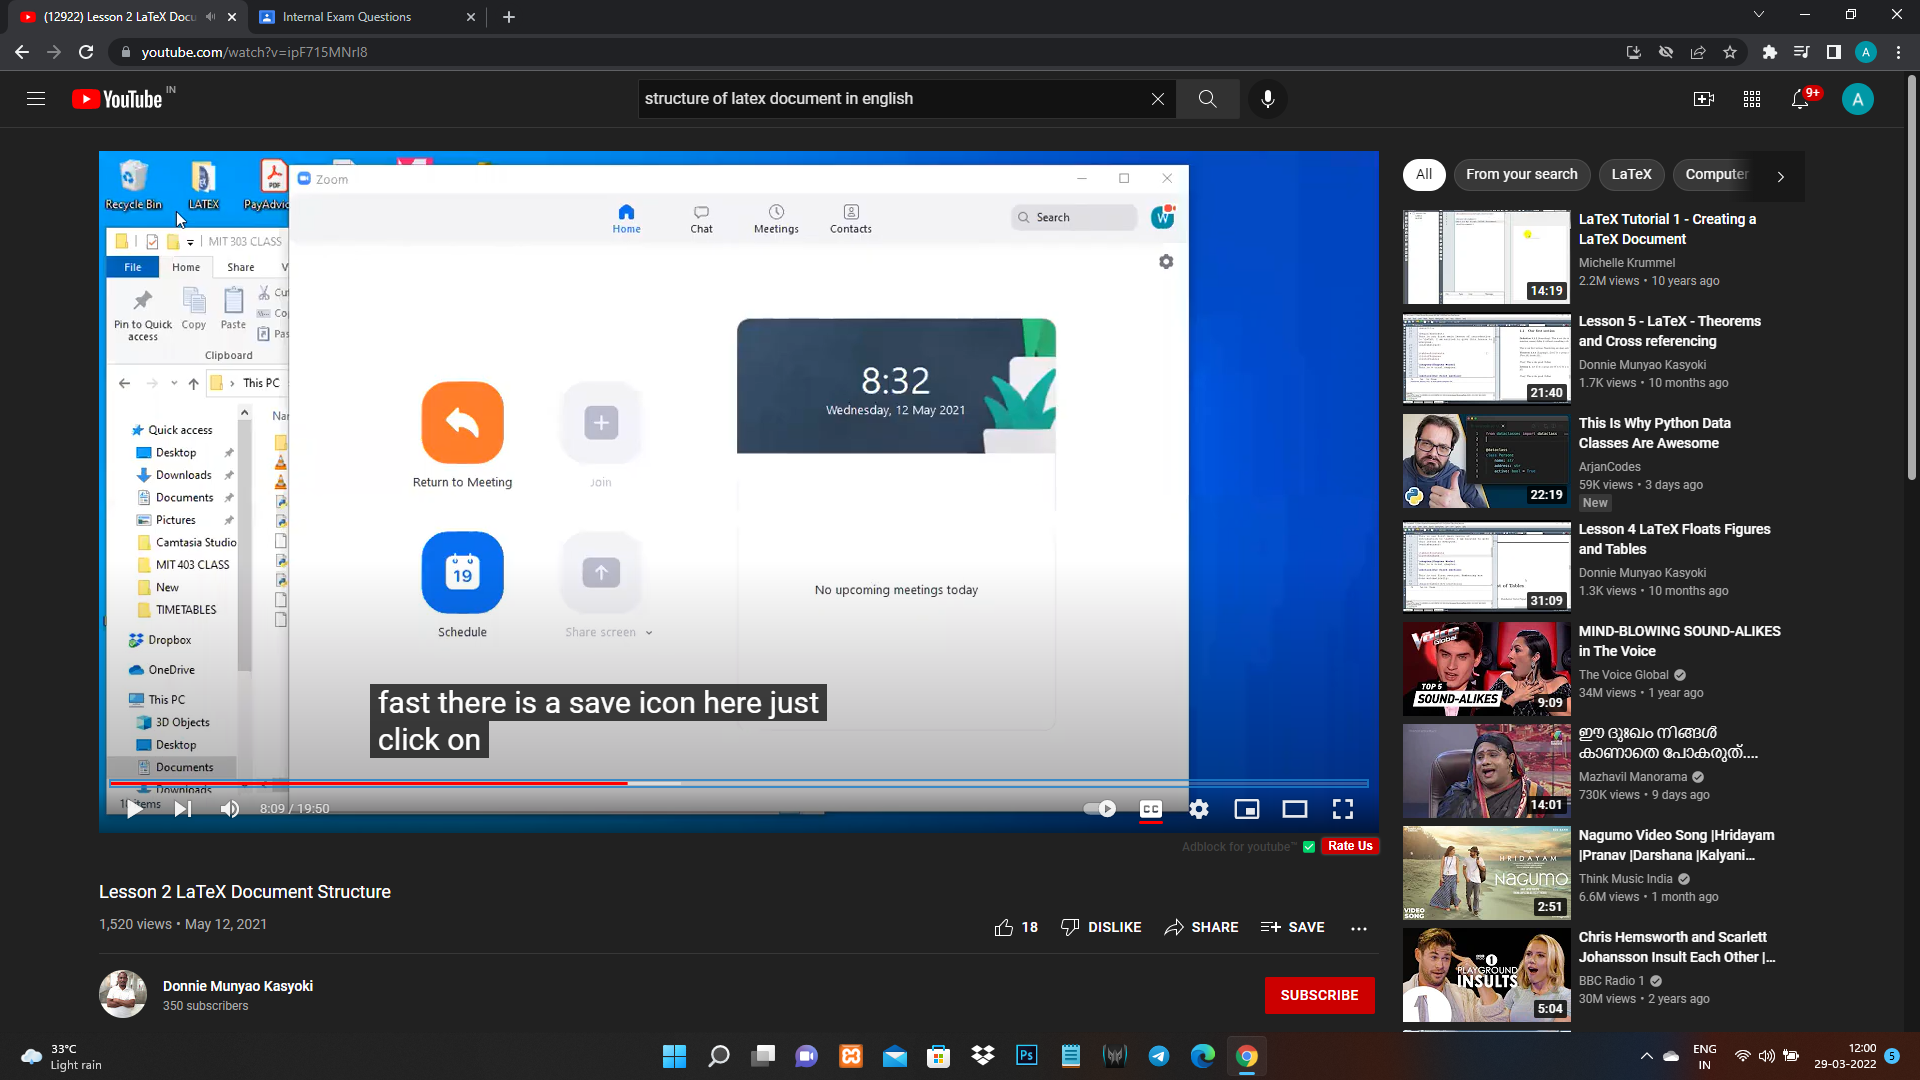 (12922) Lesson 2 LaTeX Docu
Internal Exam Questions
youtube.com/watch?v=ipF715MNrl8
A
YouTube IN
structure of latex document in english
9+
A
Recycle Bin
LATEX
PayAdvic
PDF
Zoom
Home
Chat
Meetings
Contacts
Search
W
MIT 303 CLASS
File
Home
Share
V
Pin to Quick access
Copy
Paste
Cu
Co
Pas
Clipboard
This PC
Nar
Quick access
Desktop
Downloads
Documents
Pictures
Camtasia Studio
MIT 403 CLASS
New
TIMETABLES
Dropbox
OneDrive
This PC
3D Objects
Desktop
Documents
Downloads
items
8:32
Wednesday, 12 May 2021
Return to Meeting
Join
19
Schedule
Share screen
No upcoming meetings today
fast there is a save icon here just
click on
8:09 / 19:50
CC
Adblock for youtube™
Rate Us
Lesson 2 LaTeX Document Structure
1,520 views • May 12, 2021
18
DISLIKE
SHARE
SAVE
Donnie Munyao Kasyoki
350 subscribers
SUBSCRIBE
All
From your search
LaTeX
Computer
LaTeX Tutorial 1 - Creating a
LaTeX Document
Michelle Krummel
2.2M views • 10 years ago
14:19
Lesson 5 - LaTeX - Theorems
and Cross referencing
Donnie Munyao Kasyoki
1.7K views • 10 months ago
21:40
This Is Why Python Data
Classes Are Awesome
ArjanCodes
59K views • 3 days ago
New
22:19
Lesson 4 LaTeX Floats Figures
and Tables
Donnie Munyao Kasyoki
1.3K views • 10 months ago
31:09
MIND-BLOWING SOUND-ALIKES
in The Voice
The Voice Global
34M views • 1 year ago
Voice
Global
TOP 5
SOUND-ALIKES
9:09
ഈ ദുഃഖം നിങ്ങൾ
കാണാതെ പോകരുത്....
Mazhavil Manorama
730K views • 9 days ago
14:01
Nagumo Video Song |Hridayam
|Pranav |Darshana |Kalyani...
Think Music India
6.6M views • 1 month ago
HRIDAYAM
NAGUMO
VIDEO
SONG
2:51
Chris Hemsworth and Scarlett
Johansson Insult Each Other |...
BBC Radio 1
30M views • 2 years ago
PLAYGROUND
INSULTS
5:04
33°C
Light rain
Ps
ENG
IN
12:00
29-03-2022
5